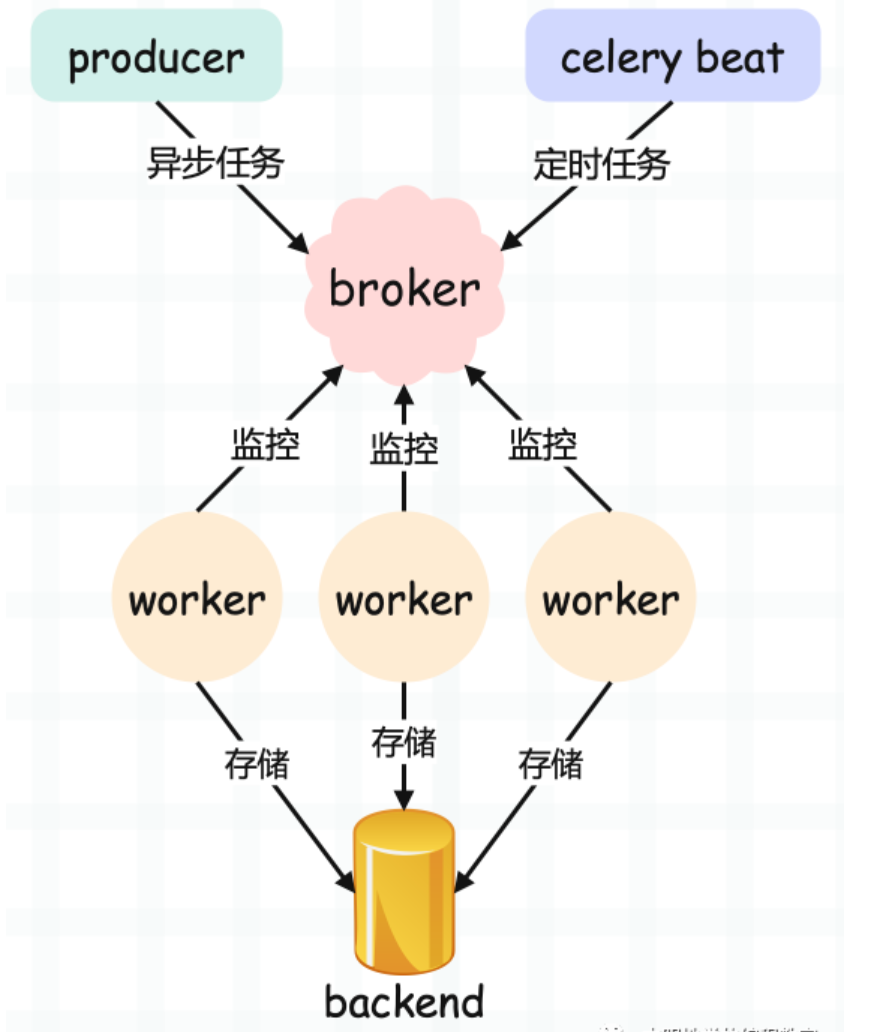 producer
celery beat
异步任务
定时任务
broker
监控
监控
监控
worker
worker
worker
存储
存储
存储
backend